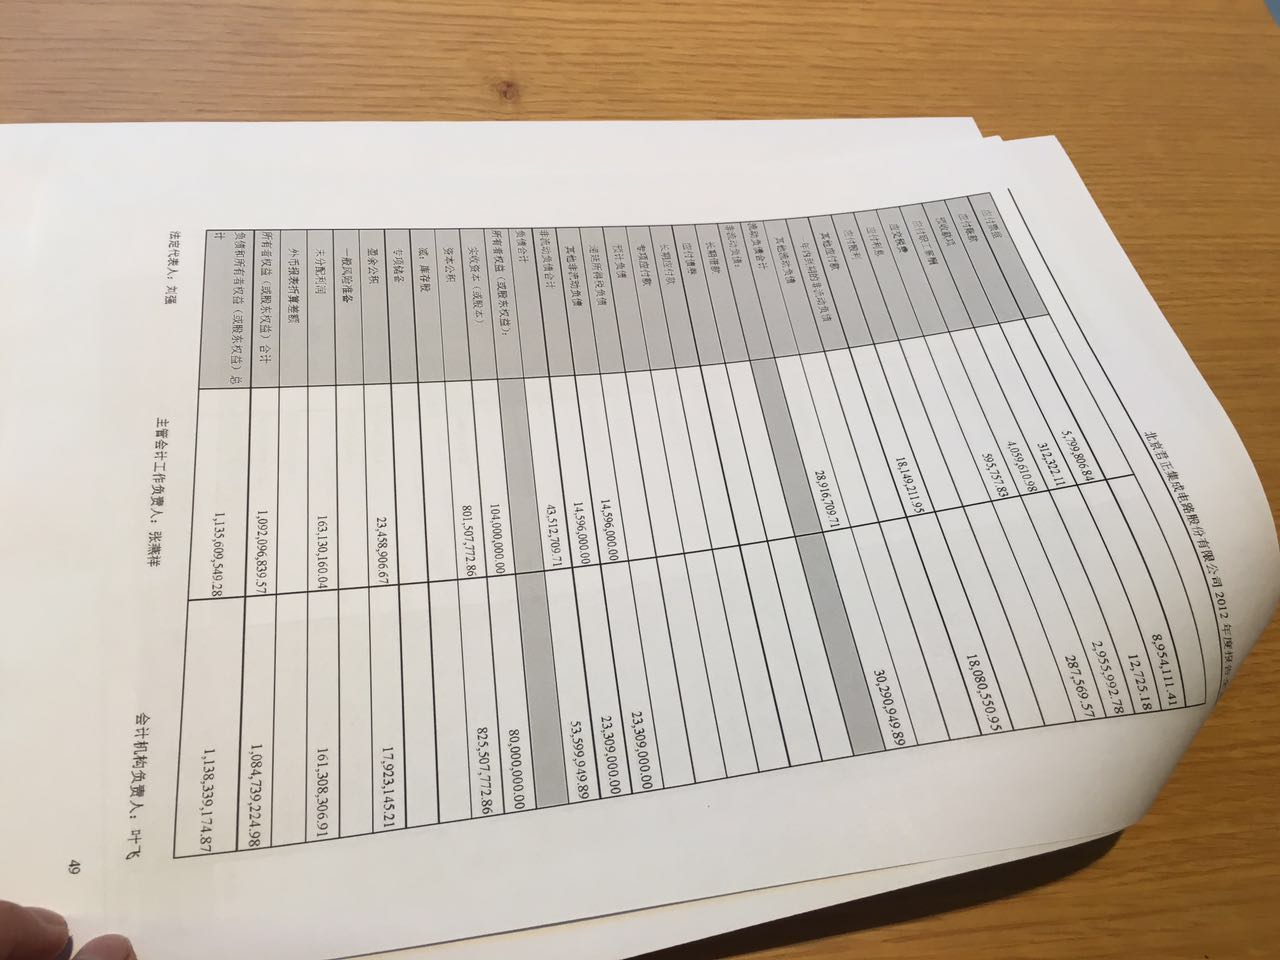 北京君正集成电路股份有限公司 2012 年度报告
应付票据
应付账款 5,799,806.84 8,954,111.41
预收款项 312,322.11 12,725.18
应付职工薪酬 4,059,610.98 2,955,992.78
应交税费 595,757.83 287,569.57
应付利息
应付股利
其他应付款 18,149,211.95 18,080,550.95
年内到期的非流动负债
其他流动负债
流动负债合计 28,916,709.71 30,290,949.89
非流动负债：
长期借款
应付债券
长期应付款
专项应付款
预计负债
递延所得税负债
其他非流动负债 14,596,000.00 23,309,000.00
非流动负债合计 14,596,000.00 23,309,000.00
负债合计 43,512,709.71 53,599,949.89
所有者权益（或股东权益）：
实收资本（或股本） 104,000,000.00 80,000,000.00
资本公积 801,507,772.86 825,507,772.86
减：库存股
专项储备
盈余公积 23,458,906.67 17,923,145.21
一般风险准备
未分配利润 163,130,160.04 161,308,306.91
外币报表折算差额
所有者权益（或股东权益）合计 1,092,096,839.57 1,084,739,224.98
负债和所有者权益（或股东权益）总
计 1,135,609,549.28 1,138,339,174.87
法定代表人：刘强 主管会计工作负责人：张燕祥 会计机构负责人：叶飞
49